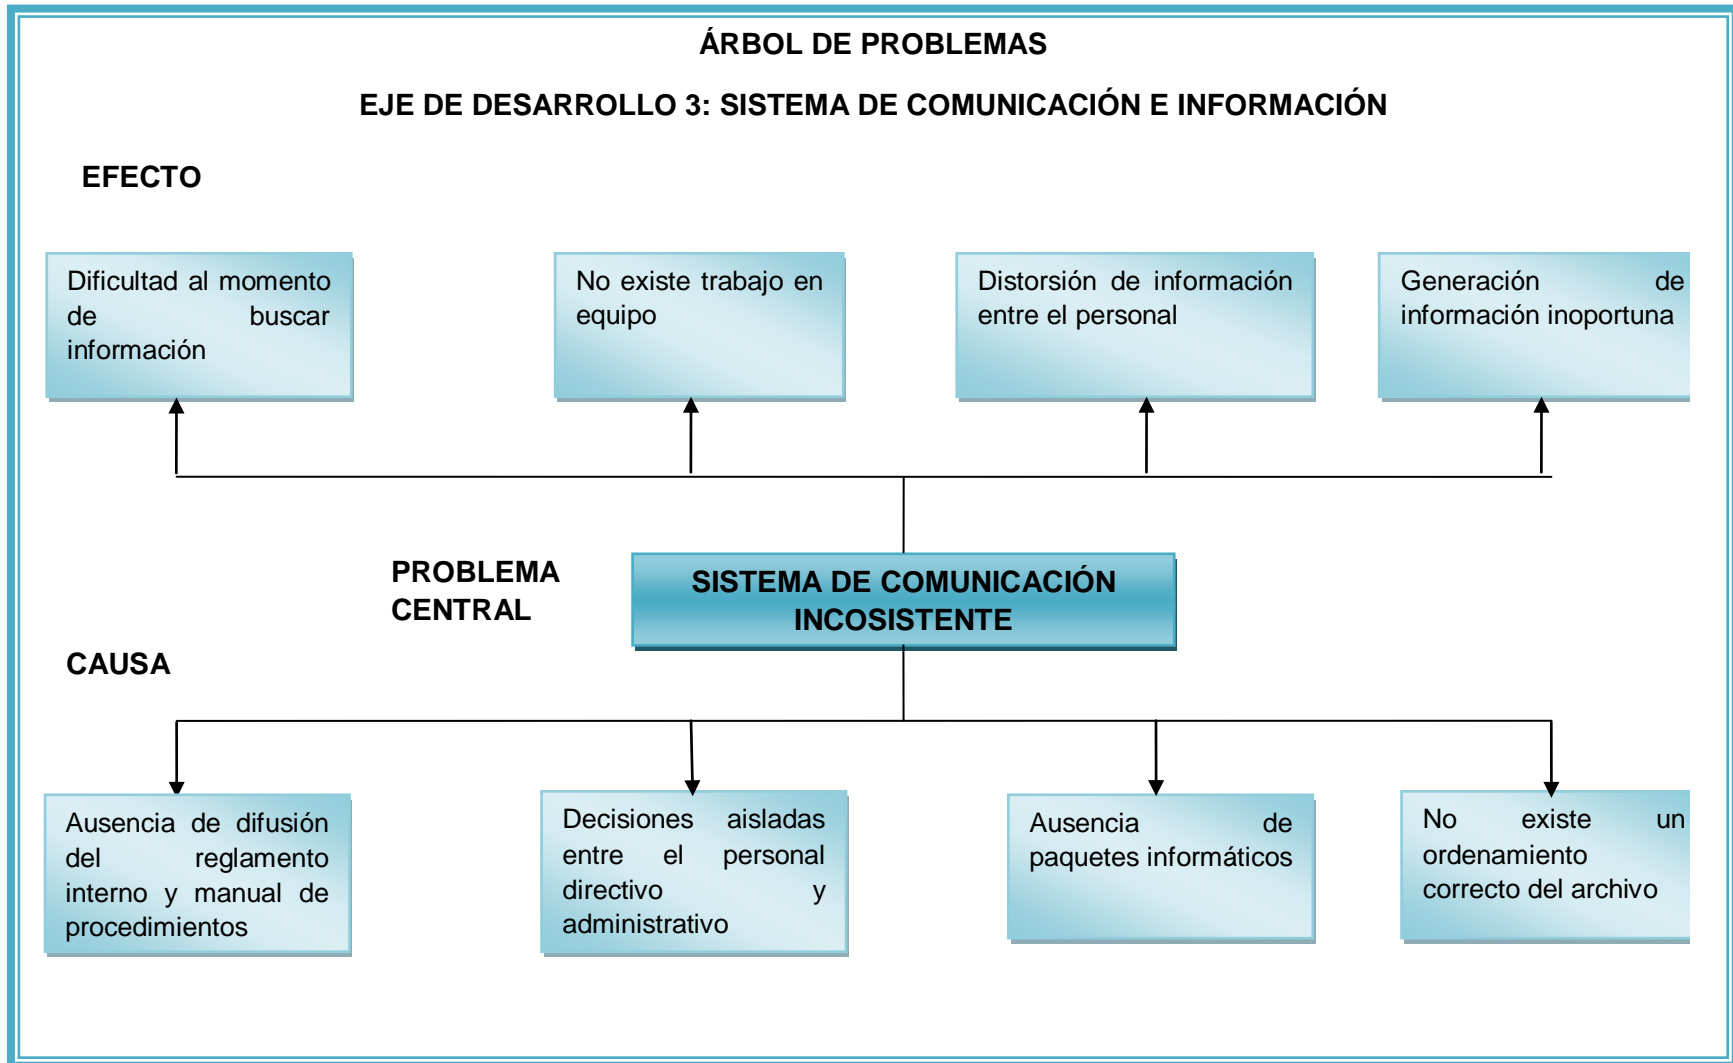 ÁRBOL DE PROBLEMAS
EJE DE DESARROLLO 3: SISTEMA DE COMUNICACIÓN E INFORMACIÓN
EFECTO
Dificultad al momento
de buscar
información
No existe trabajo en
equipo
Distorsión de información
entre el personal
Generación de
información inoportuna
PROBLEMA
CENTRAL
SISTEMA DE COMUNICACIÓN
INCOSISTENTE
CAUSA
Ausencia de difusión
del reglamento
interno y manual de
procedimientos
Decisiones aisladas
entre el personal
directivo y
administrativo
Ausencia de
paquetes informáticos
No existe un
ordenamiento
correcto del archivo